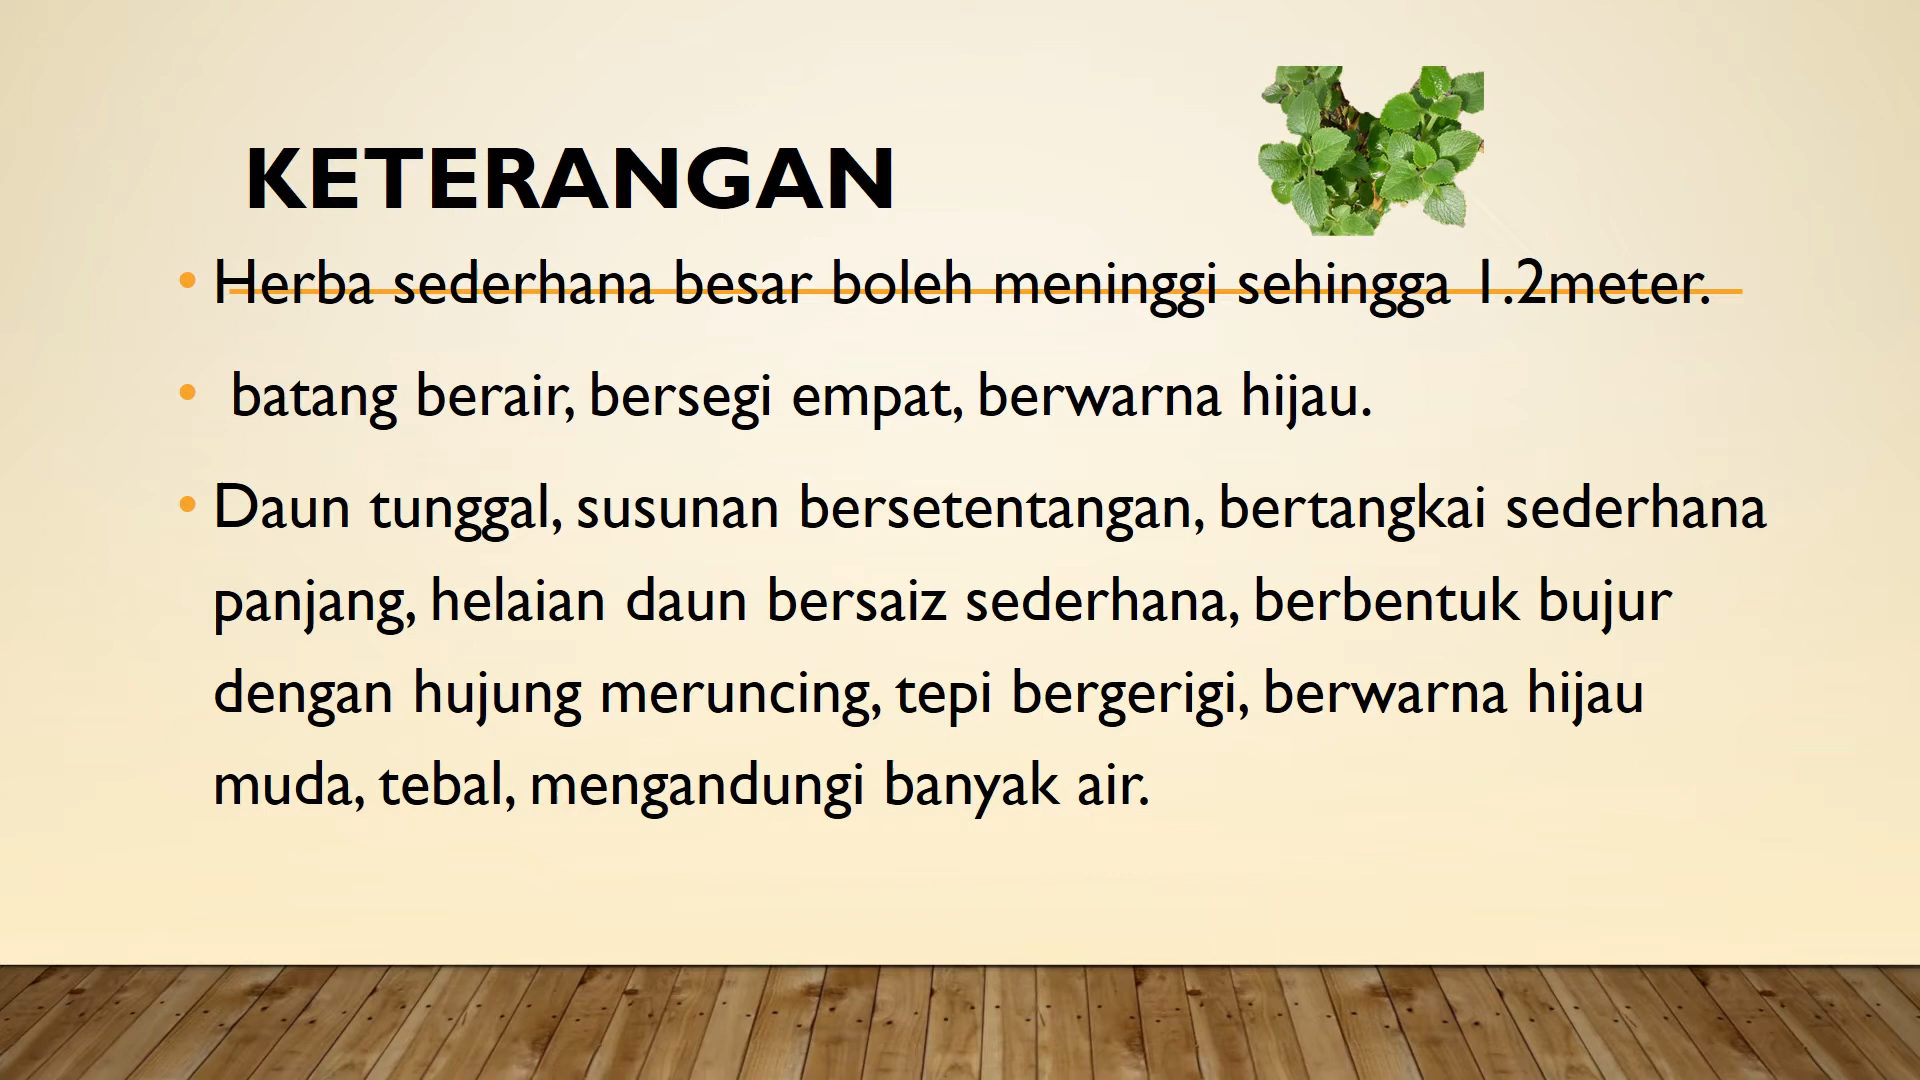 KETERANGAN
• Herba sederhana besar boleh meninggi sehingga 1.2meter.
• batang berair, bersegi empat, berwarna hijau.
• Daun tunggal, susunan bersetentangan, bertangkai sederhana
panjang, helaian daun bersaiz sederhana, berbentuk bujur
dengan hujung meruncing, tepi bergerigi, berwarna hijau
muda, tebal, mengandungi banyak air.